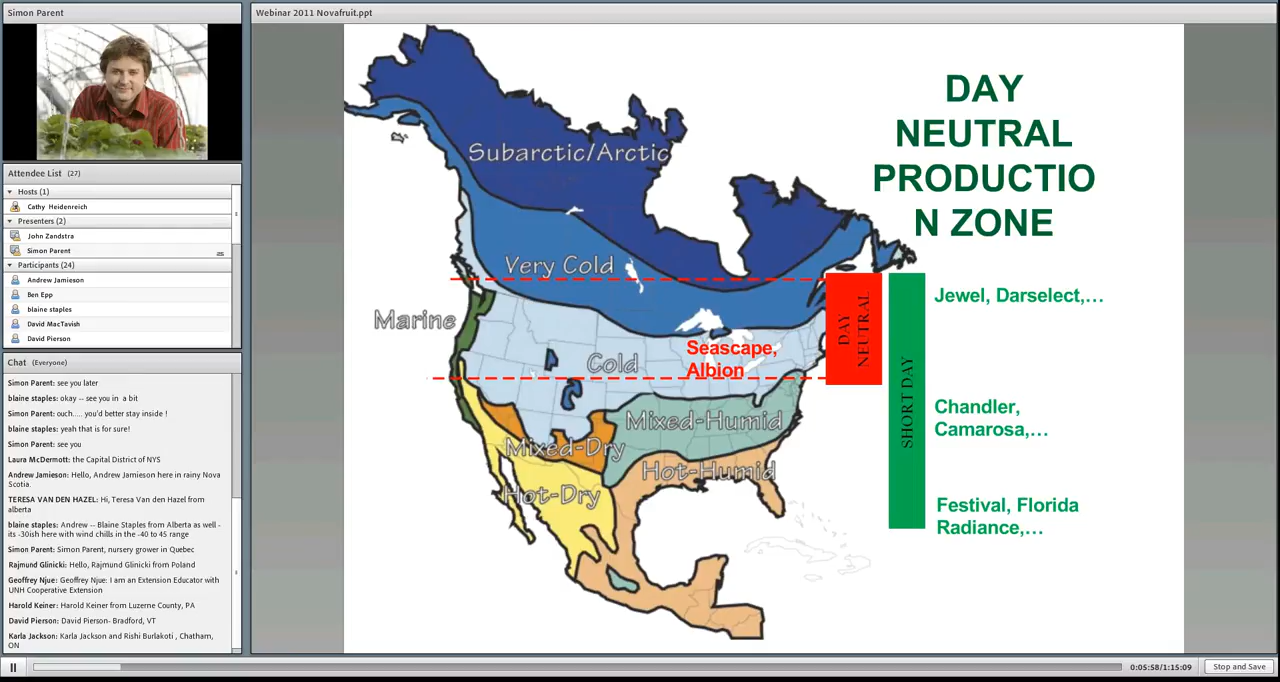 Simon Parent
Attendee List (27)
Hosts (1)
Cathy Heidenreich
Presenters (2)
John Zandstra
Simon Parent
Participants (24)
Andrew Jamieson
Ben Epp
blaine staples
David MacTavish
David Pierson
Chat (Everyone)
Simon Parent: see you later
blaine staples: okay -- see you in a bit
Simon Parent: ouch..... you'd better stay inside !
blaine staples: yeah that is for sure!
Simon Parent: see you
Laura McDermott: the Capital District of NYS
Andrew Jamieson: Hello, Andrew Jamieson here in rainy Nova
Scotia.
TERESA VAN DEN HAZEL: Hi, Teresa Van den Hazel from
alberta
blaine staples: Andrew -- Blaine Staples from Alberta as well -
its -30ish here with wind chills in the -40 to 45 range
Simon Parent: Simon Parent, nursery grower in Quebec
Rajmund Glinicki: Hello, Rajmund Glinicki from Poland
Geoffrey Njue: Geoffrey Njue: I am an Extension Educator with
UNH Cooperative Extension
Harold Keiner: Harold Keiner from Luzerne County, PA
David Pierson: David Pierson- Bradford, VT
Karla Jackson: Karla Jackson and Rishi Burlakoti , Chatham,
ON
Webinar 2011 Novafruit.ppt
DAY
NEUTRAL
PRODUCTIO
N ZONE
Subarctic/Arctic
Very Cold
Marine
Cold
Seascape,
Albion
Mixed-Humid
Mixed-Dry
Hot-Humid
Hot-Dry
DAY
NEUTRAL
SHORT DAY
Jewel, Darselect,...
Chandler,
Camarosa,...
Festival, Florida
Radiance,...
0:05:58/1:15:09
Stop and Save